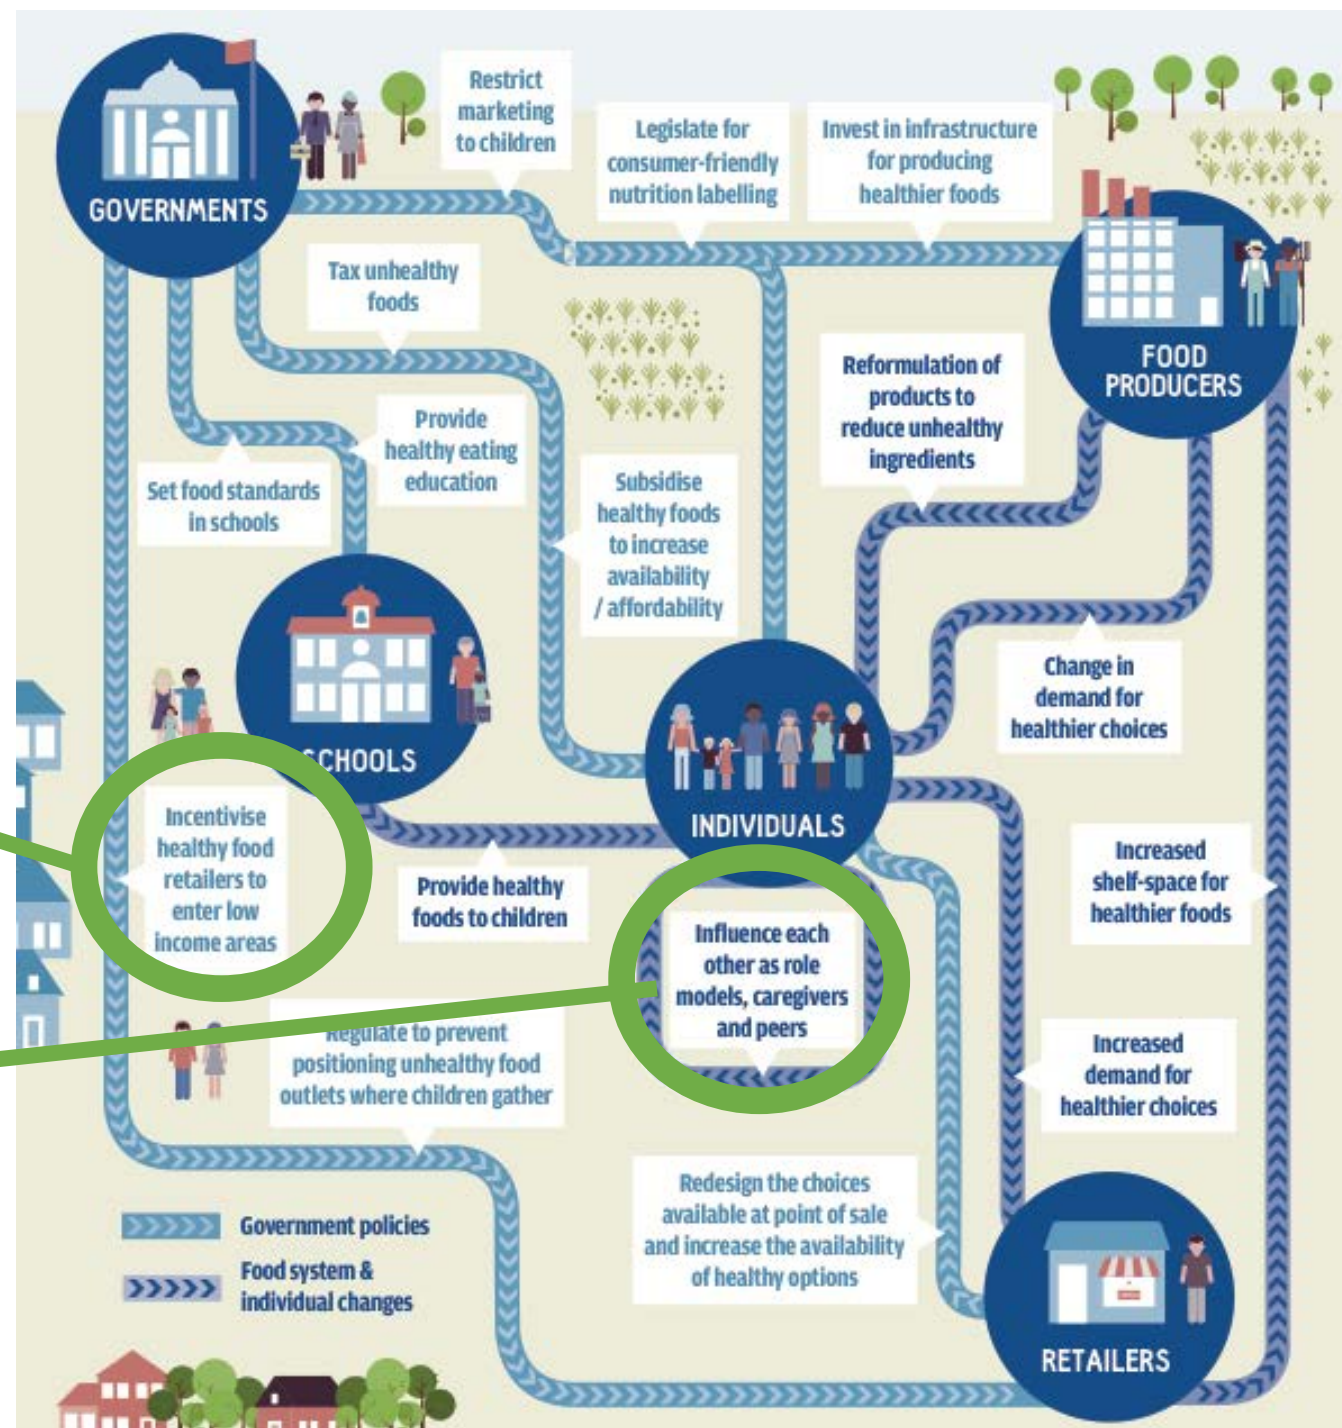 GOVERNMENTS
Restrict
marketing
to children
Legislate for
consumer-friendly
nutrition labelling
Invest in infrastructure
for producing
healthier foods
Tax unhealthy
foods
FOOD
PRODUCERS
Reformulation of
products to
reduce unhealthy
ingredients
Provide
healthy eating
education
Set food standards
in schools
Subsidise
healthy foods
to increase
availability
/ affordability
Change in
demand for
healthier choices
SCHOOLS
INDIVIDUALS
Incentivise
healthy food
retailers to
enter low
income areas
Provide healthy
foods to children
Increased
shelf-space for
healthier foods
Influence each
other as role
models, caregivers
and peers
Regulate to prevent
positioning unhealthy food
outlets where children gather
Increased
demand for
healthier choices
Redesign the choices
available at point of sale
and increase the availability
of healthy options
Government policies
Food system &
individual changes
RETAILERS